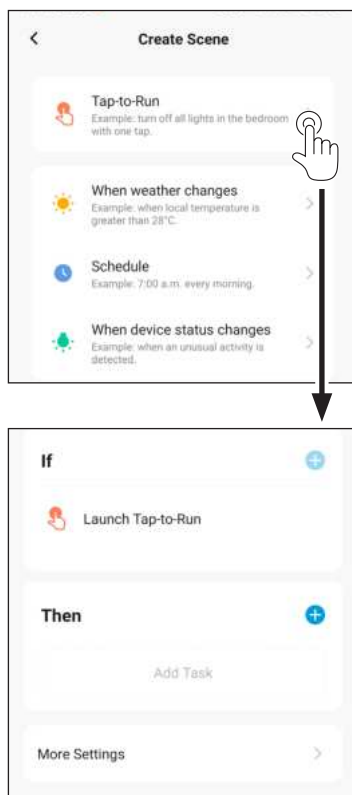 Create Scene
Tap-to-Run
Example: turn off all lights in the bedroom
with one tap.
When weather changes
Example: when local temperature is
greater than 28°C.
Schedule
Example: 7:00 a.m. every morning.
When device status changes
Example: when an unusual activity is
detected.
If
Launch Tap-to-Run
Then
Add Task
More Settings